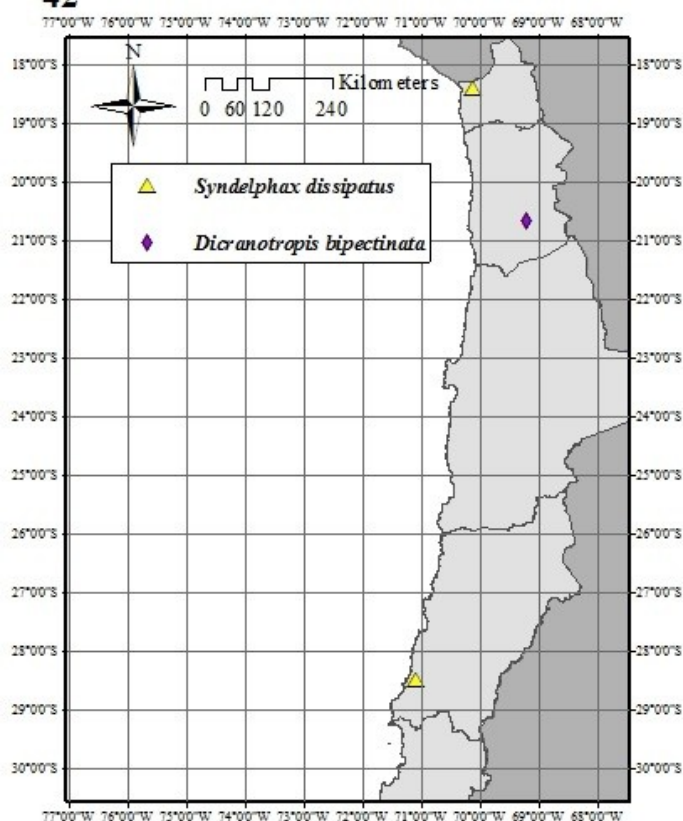 42
77°00'W 76°00'W 75°00'W 74°00'W 73°00'W 72°00'W 71°00'W 70°00'W 69°00'W 68°00'W
N
Kilometers
0 60 120 240
Syndelphax dissipatus
Dicranotropis bipectinata
18°00'S 18°00'S
19°00'S 19°00'S
20°00'S 20°00'S
21°00'S 21°00'S
22°00'S 22°00'S
23°00'S 23°00'S
24°00'S 24°00'S
25°00'S 25°00'S
26°00'S 26°00'S
27°00'S 27°00'S
28°00'S 28°00'S
29°00'S 29°00'S
30°00'S 30°00'S
77°00'W 76°00'W 75°00'W 74°00'W 73°00'W 72°00'W 71°00'W 70°00'W 69°00'W 68°00'W